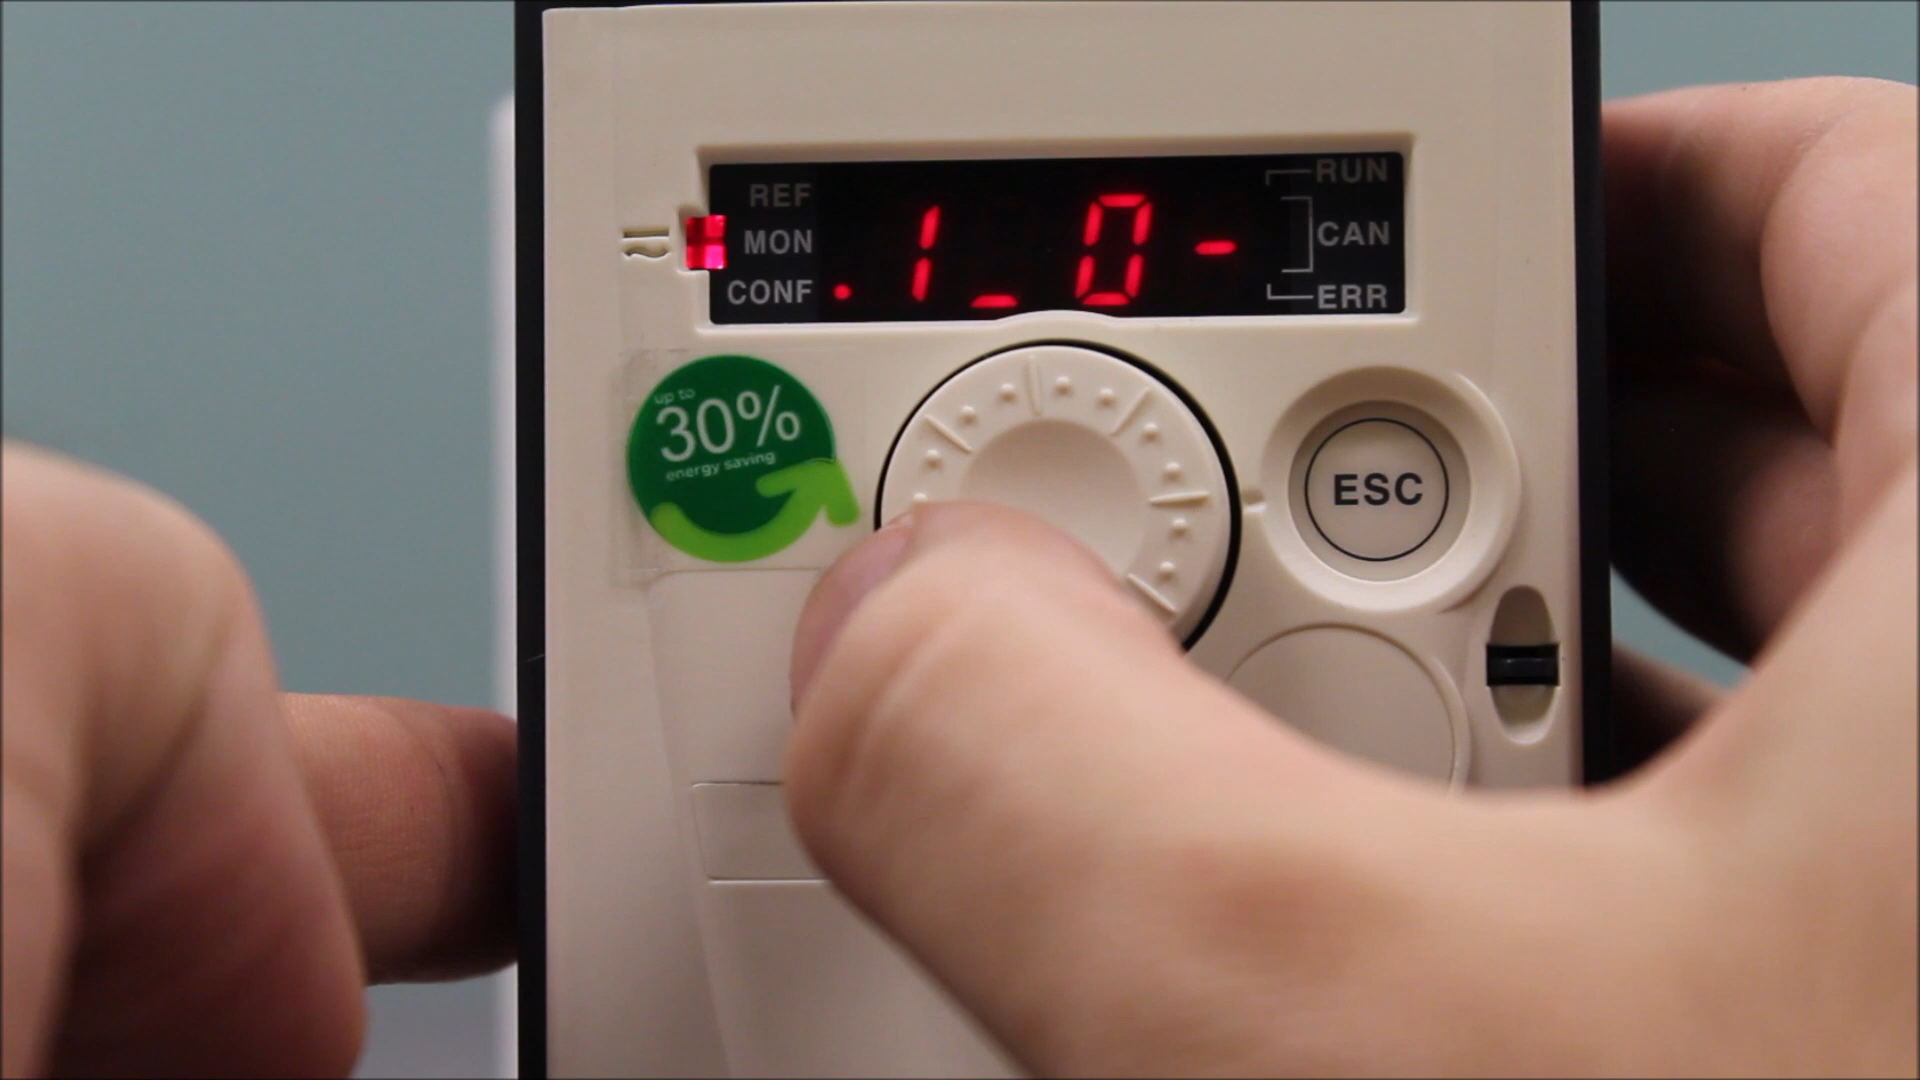 REF
MON
CONF
.1_0-
RUN
CAN
ERR
up to
30%
energy saving
ESC